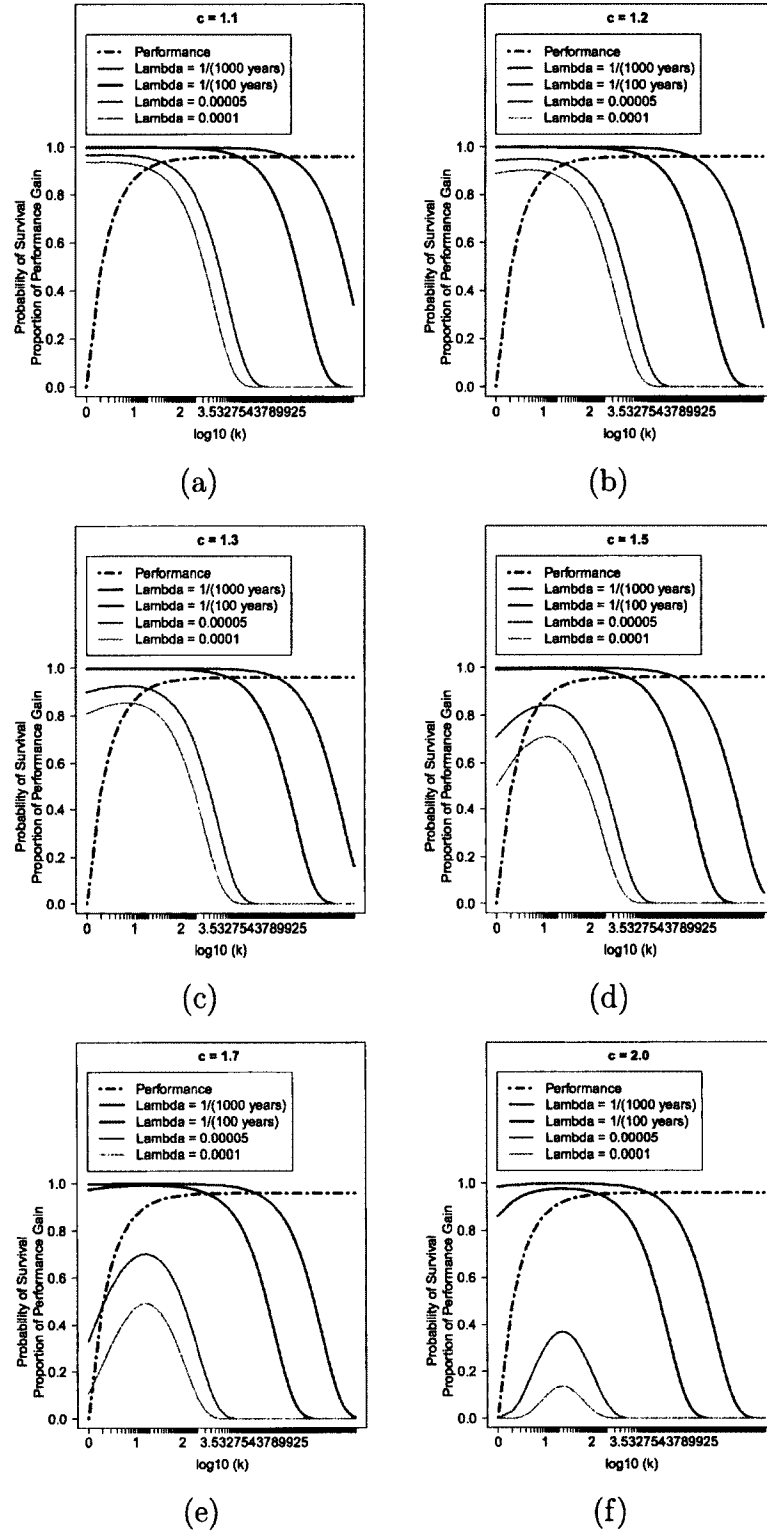 c = 1.1
Performance
Lambda = 1/(1000 years)
Lambda = 1/(100 years)
Lambda = 0.00005
Lambda = 0.0001
Probability of Survival
Proportion of Performance Gain
1.0
0.8
0.6
0.4
0.2
0.0
0 1 2 3.5327543789925
log10 (k)
(a)
c = 1.2
Performance
Lambda = 1/(1000 years)
Lambda = 1/(100 years)
Lambda = 0.00005
Lambda = 0.0001
Probability of Survival
Proportion of Performance Gain
1.0
0.8
0.6
0.4
0.2
0.0
0 1 2 3.5327543789925
log10 (k)
(b)
c = 1.3
Performance
Lambda = 1/(1000 years)
Lambda = 1/(100 years)
Lambda = 0.00005
Lambda = 0.0001
Probability of Survival
Proportion of Performance Gain
1.0
0.8
0.6
0.4
0.2
0.0
0 1 2 3.5327543789925
log10 (k)
(c)
c = 1.5
Performance
Lambda = 1/(1000 years)
Lambda = 1/(100 years)
Lambda = 0.00005
Lambda = 0.0001
Probability of Survival
Proportion of Performance Gain
1.0
0.8
0.6
0.4
0.2
0.0
0 1 2 3.5327543789925
log10 (k)
(d)
c = 1.7
Performance
Lambda = 1/(1000 years)
Lambda = 1/(100 years)
Lambda = 0.00005
Lambda = 0.0001
Probability of Survival
Proportion of Performance Gain
1.0
0.8
0.6
0.4
0.2
0.0
0 1 2 3.5327543789925
log10 (k)
(e)
c = 2.0
Performance
Lambda = 1/(1000 years)
Lambda = 1/(100 years)
Lambda = 0.00005
Lambda = 0.0001
Probability of Survival
Proportion of Performance Gain
1.0
0.8
0.6
0.4
0.2
0.0
0 1 2 3.5327543789925
log10 (k)
(f)